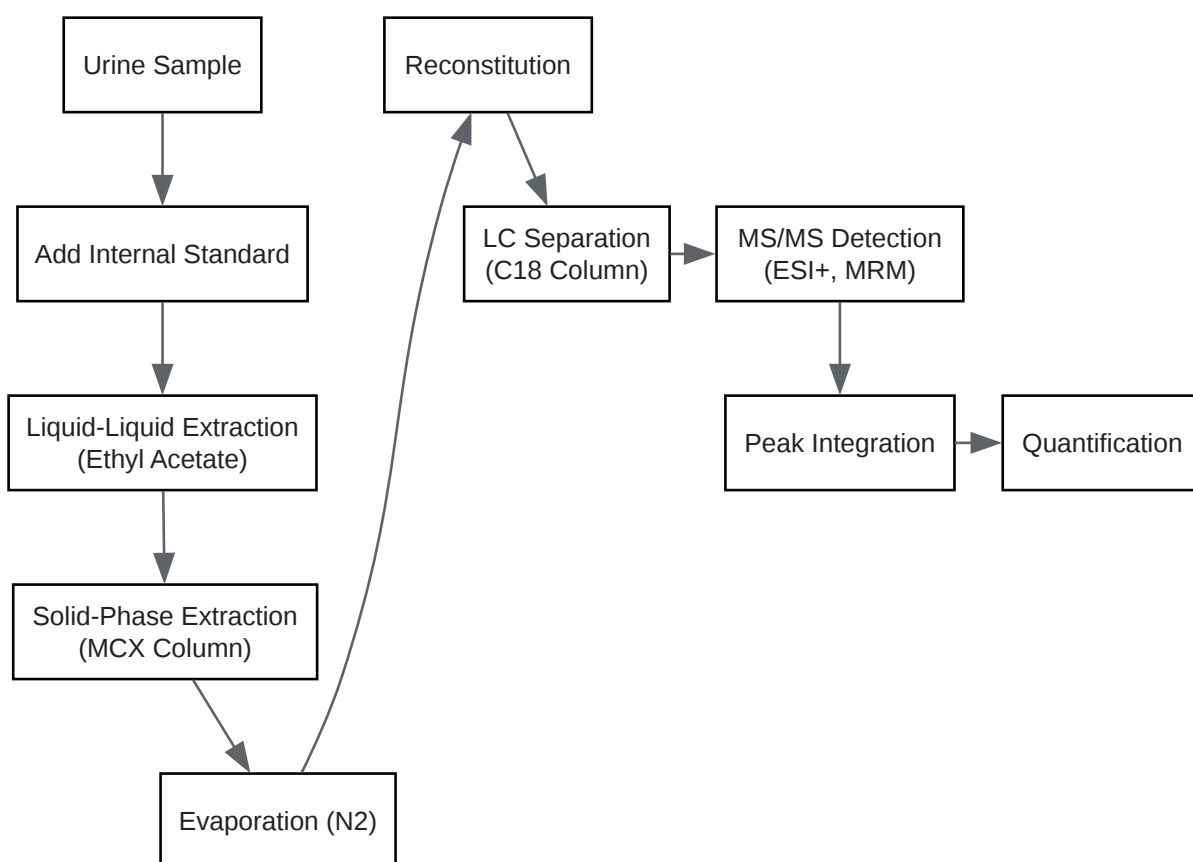 Urine Sample
Add Internal Standard
Liquid-Liquid Extraction
(Ethyl Acetate)
Solid-Phase Extraction
(MCX Column)
Evaporation (N2)
Reconstitution
LC Separation
(C18 Column)
MS/MS Detection
(ESI+, MRM)
Peak Integration
Quantification